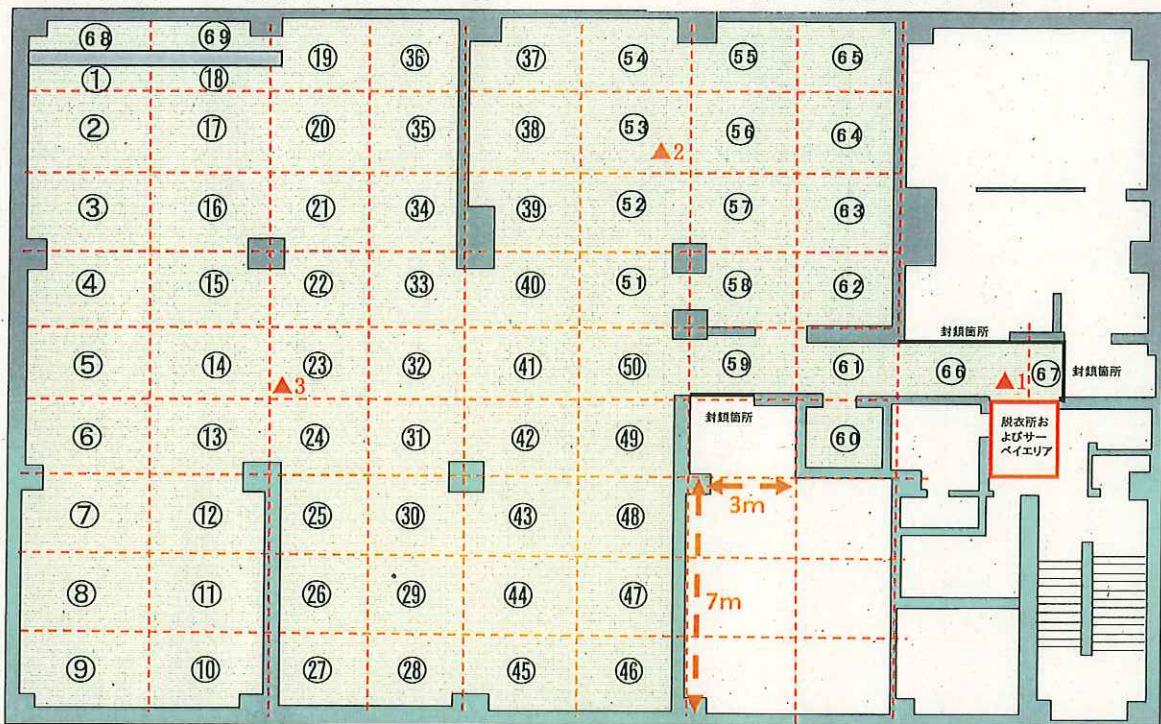 68 69 19 36 37 54 55 65
① 18
② 17 20 35 38 53 56 64
▲2
③ 16 21 34 39 52 57 63
④ 15 22 33 40 51 58 62
封鎖箇所
⑤ 14 23 32 41 50 59 61 66 67 封鎖箇所
▲3 ▲1
⑥ 13 24 31 42 49 封鎖箇所 60
脱衣所お
よびサー
ベイエリア
⑦ 12 25 30 43 48 3m
⑧ 11 26 29 44 47 7m
⑨ 10 27 28 45 46